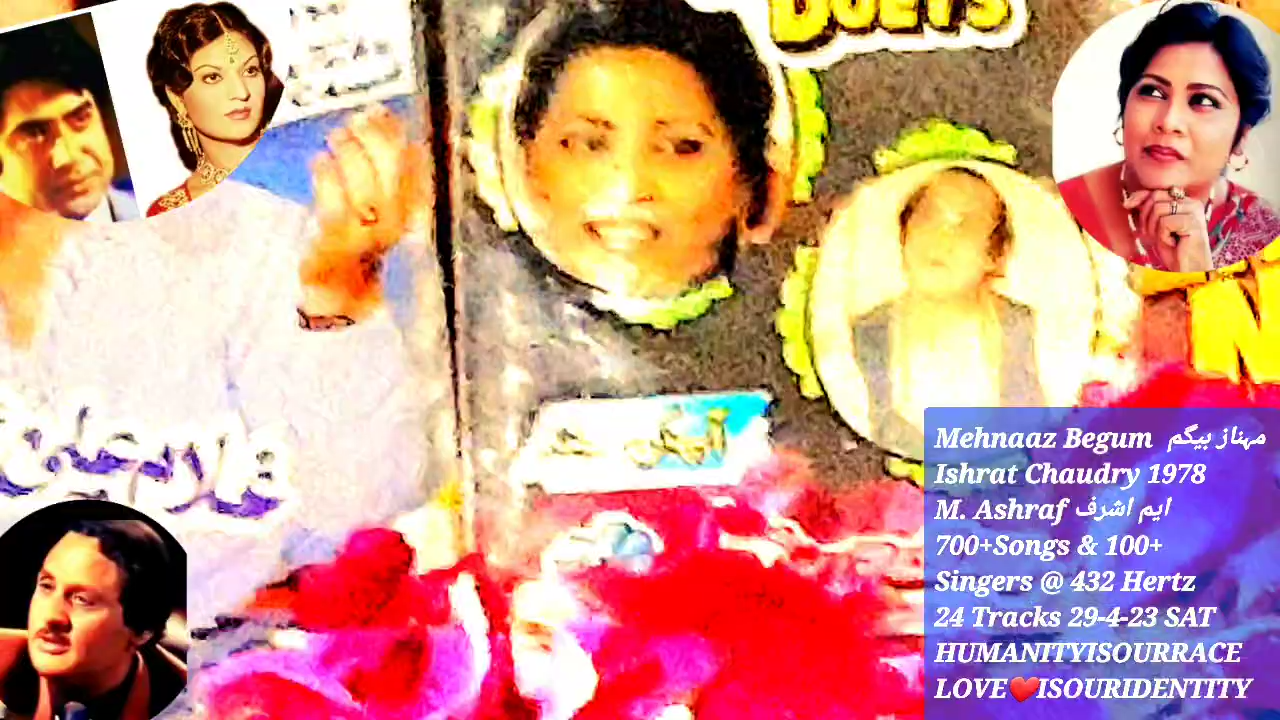 DUETS
Mehnaaz Begum مہناز بیگم
Ishrat Chaudry 1978
M. Ashraf ایم اشرف
700+Songs & 100+
Singers @ 432 Hertz
24 Tracks 29-4-23 SAT
HUMANITYISOURRACE
LOVE❤️ISOURIDENTITY